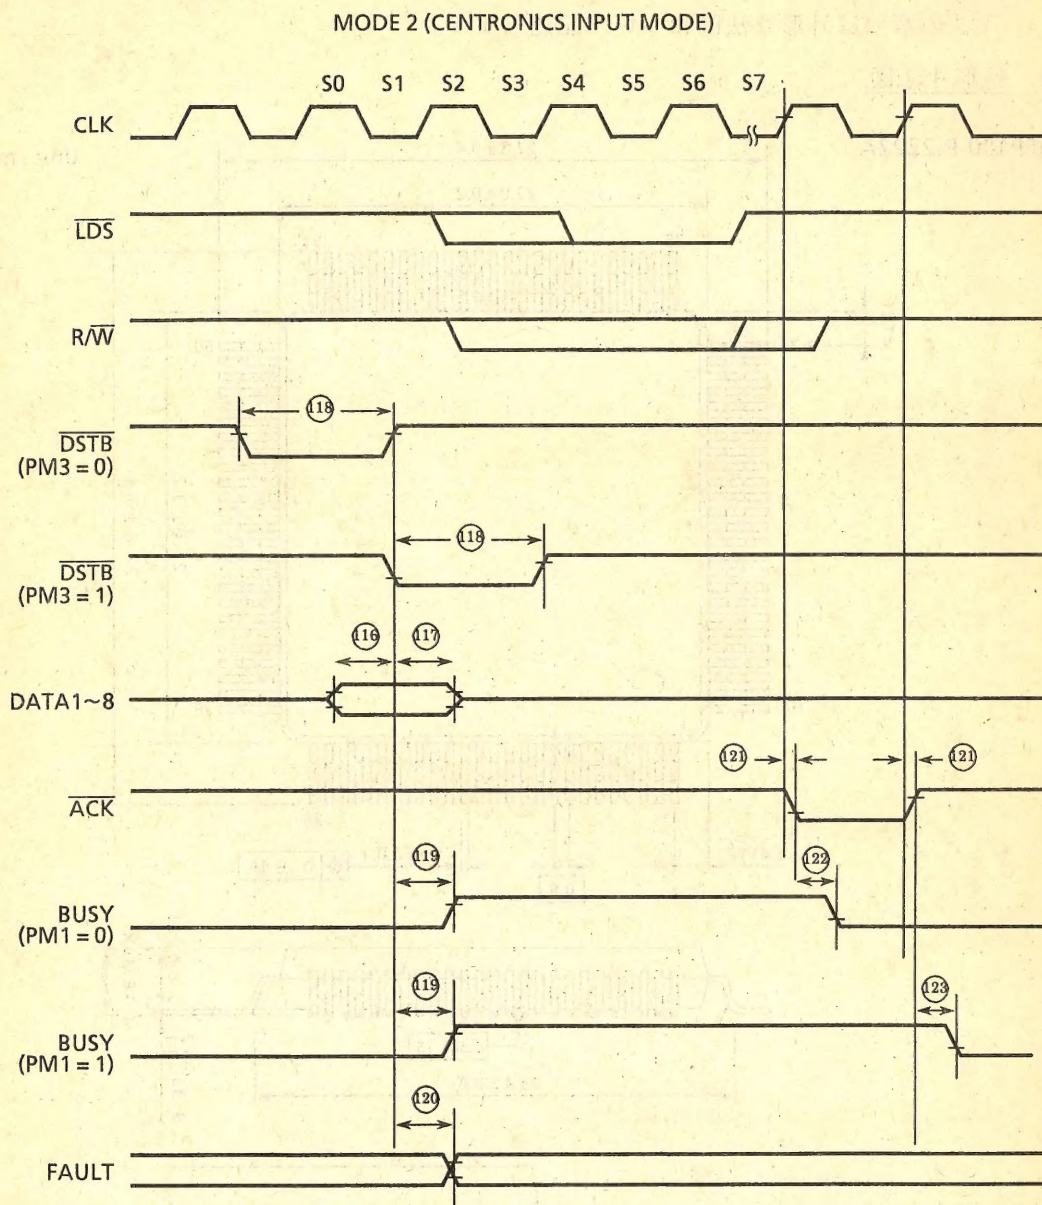 MODE 2 (CENTRONICS INPUT MODE)
S0 S1 S2 S3 S4 S5 S6 S7
CLK
LDS
R/W
118
DSTB
(PM3 = 0)
118
DSTB
(PM3 = 1)
116 117
DATA1~8
121 121
ACK
119 122
BUSY
(PM1 = 0)
119 123
BUSY
(PM1 = 1)
120
FAULT